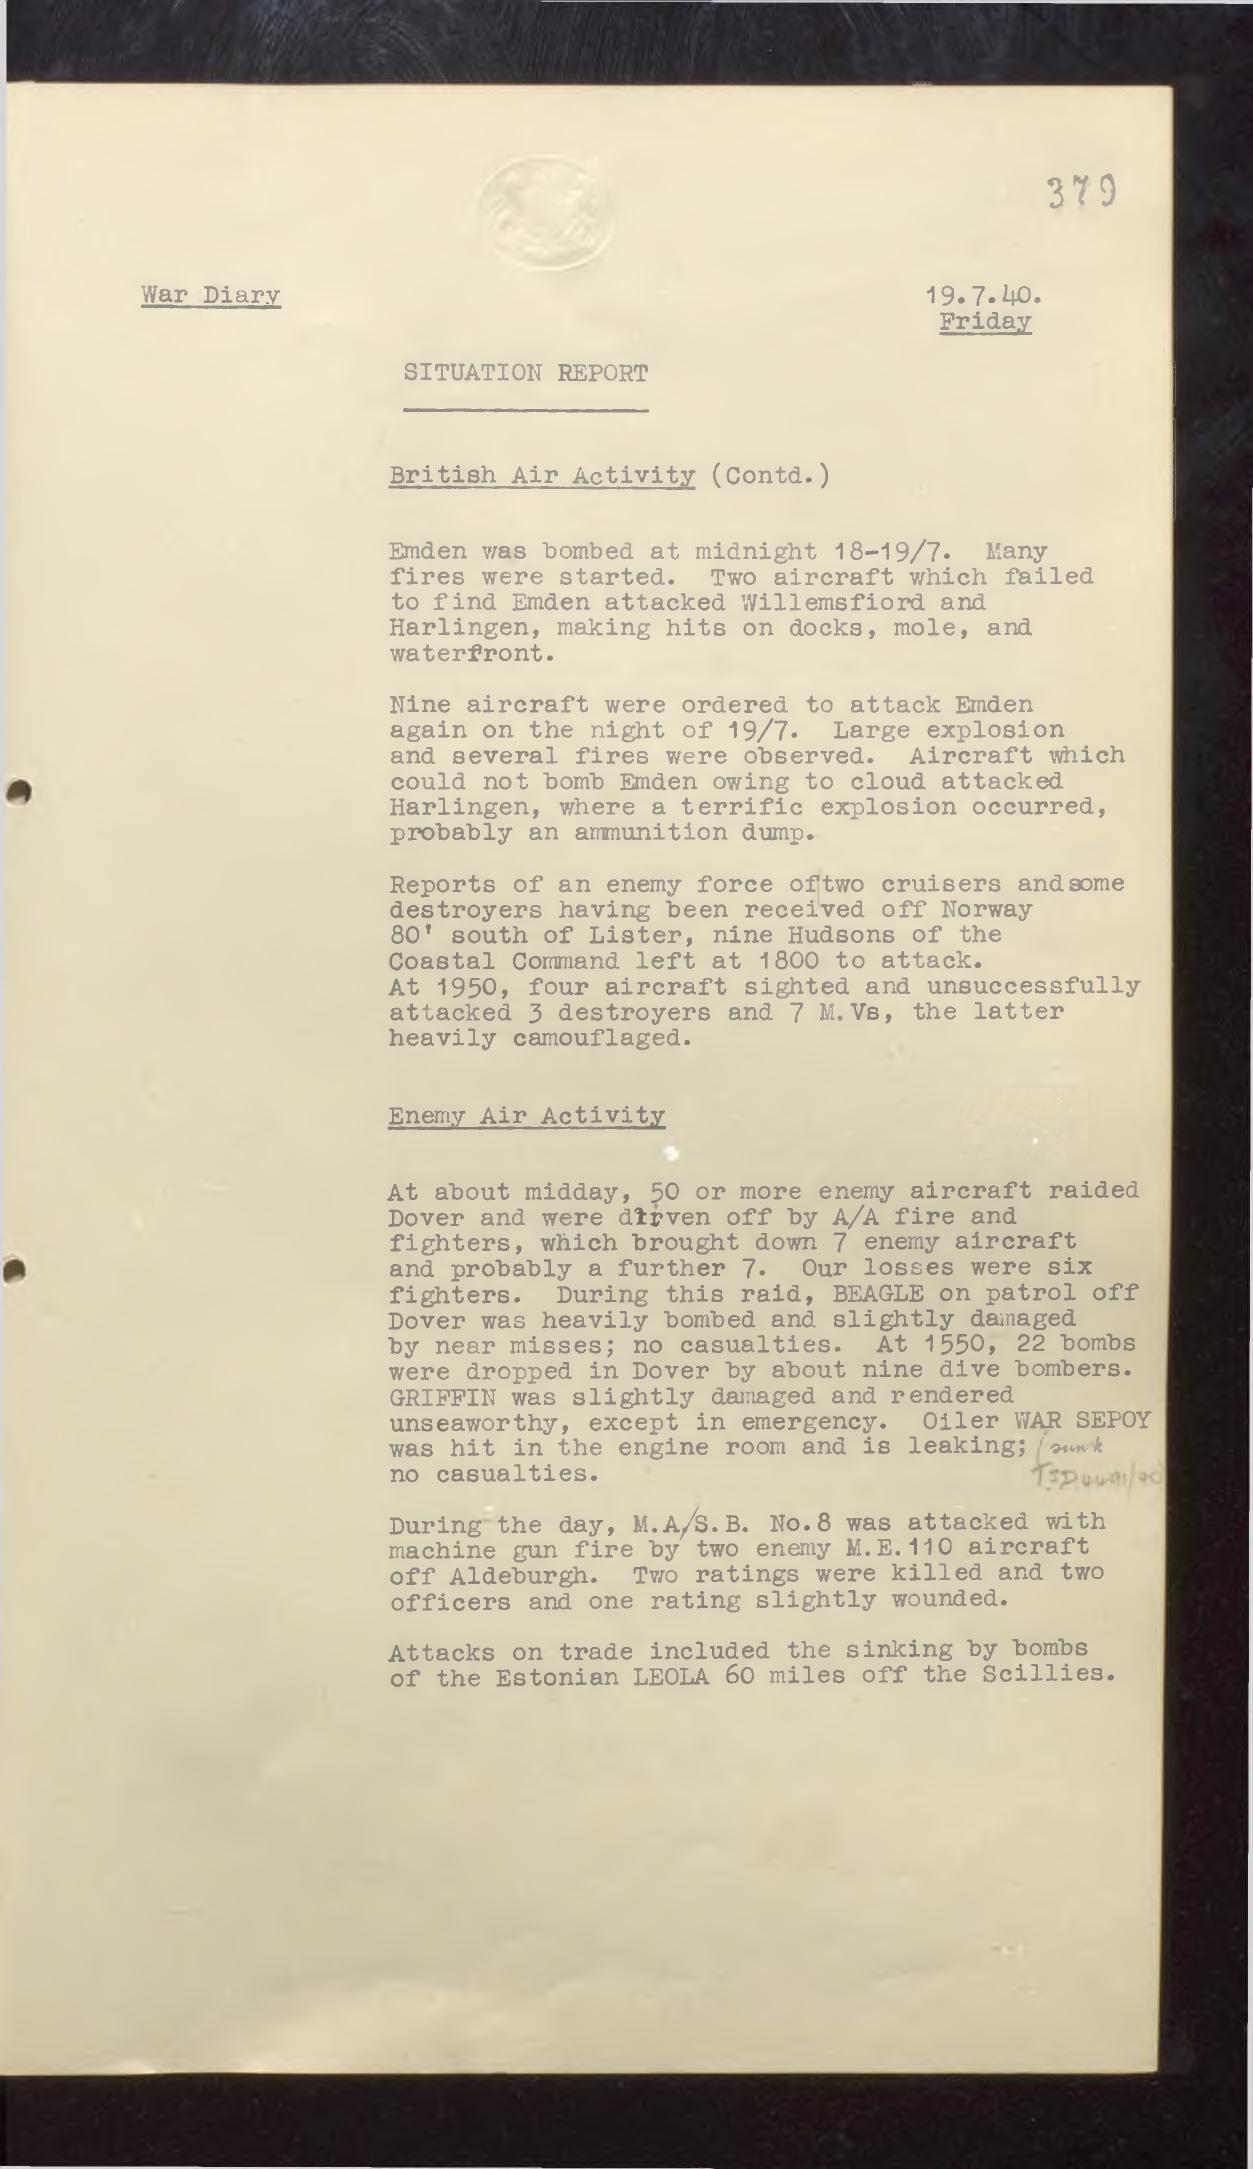 379
War Diary
19.7.40.
Friday
SITUATION REPORT
British Air Activity (Contd.)
Emden was bombed at midnight 18-19/7. Many
fires were started. Two aircraft which failed
to find Emden attacked Willemsfiord and
Harlingen, making hits on docks, mole, and
waterfront.
Nine aircraft were ordered to attack Emden
again on the night of 19/7. Large explosion
and several fires were observed. Aircraft which
could not bomb Emden owing to cloud attacked
Harlingen, where a terrific explosion occurred,
probably an ammunition dump.
Reports of an enemy force of two cruisers and some
destroyers having been received off Norway
80' south of Lister, nine Hudsons of the
Coastal Command left at 1800 to attack.
At 1950, four aircraft sighted and unsuccessfully
attacked 3 destroyers and 7 M.Vs, the latter
heavily camouflaged.
Enemy Air Activity
At about midday, 50 or more enemy aircraft raided
Dover and were driven off by A/A fire and
fighters, which brought down 7 enemy aircraft
and probably a further 7. Our losses were six
fighters. During this raid, BEAGLE on patrol off
Dover was heavily bombed and slightly damaged
by near misses; no casualties. At 1550, 22 bombs
were dropped in Dover by about nine dive bombers.
GRIFFIN was slightly damaged and rendered
unseaworthy, except in emergency. Oiler WAR SEPOY
was hit in the engine room and is leaking; (sunk
no casualties.
During the day, M.A/S.B. No.8 was attacked with
machine gun fire by two enemy M.E.110 aircraft
off Aldeburgh. Two ratings were killed and two
officers and one rating slightly wounded.
Attacks on trade included the sinking by bombs
of the Estonian LEOLA 60 miles off the Scillies.